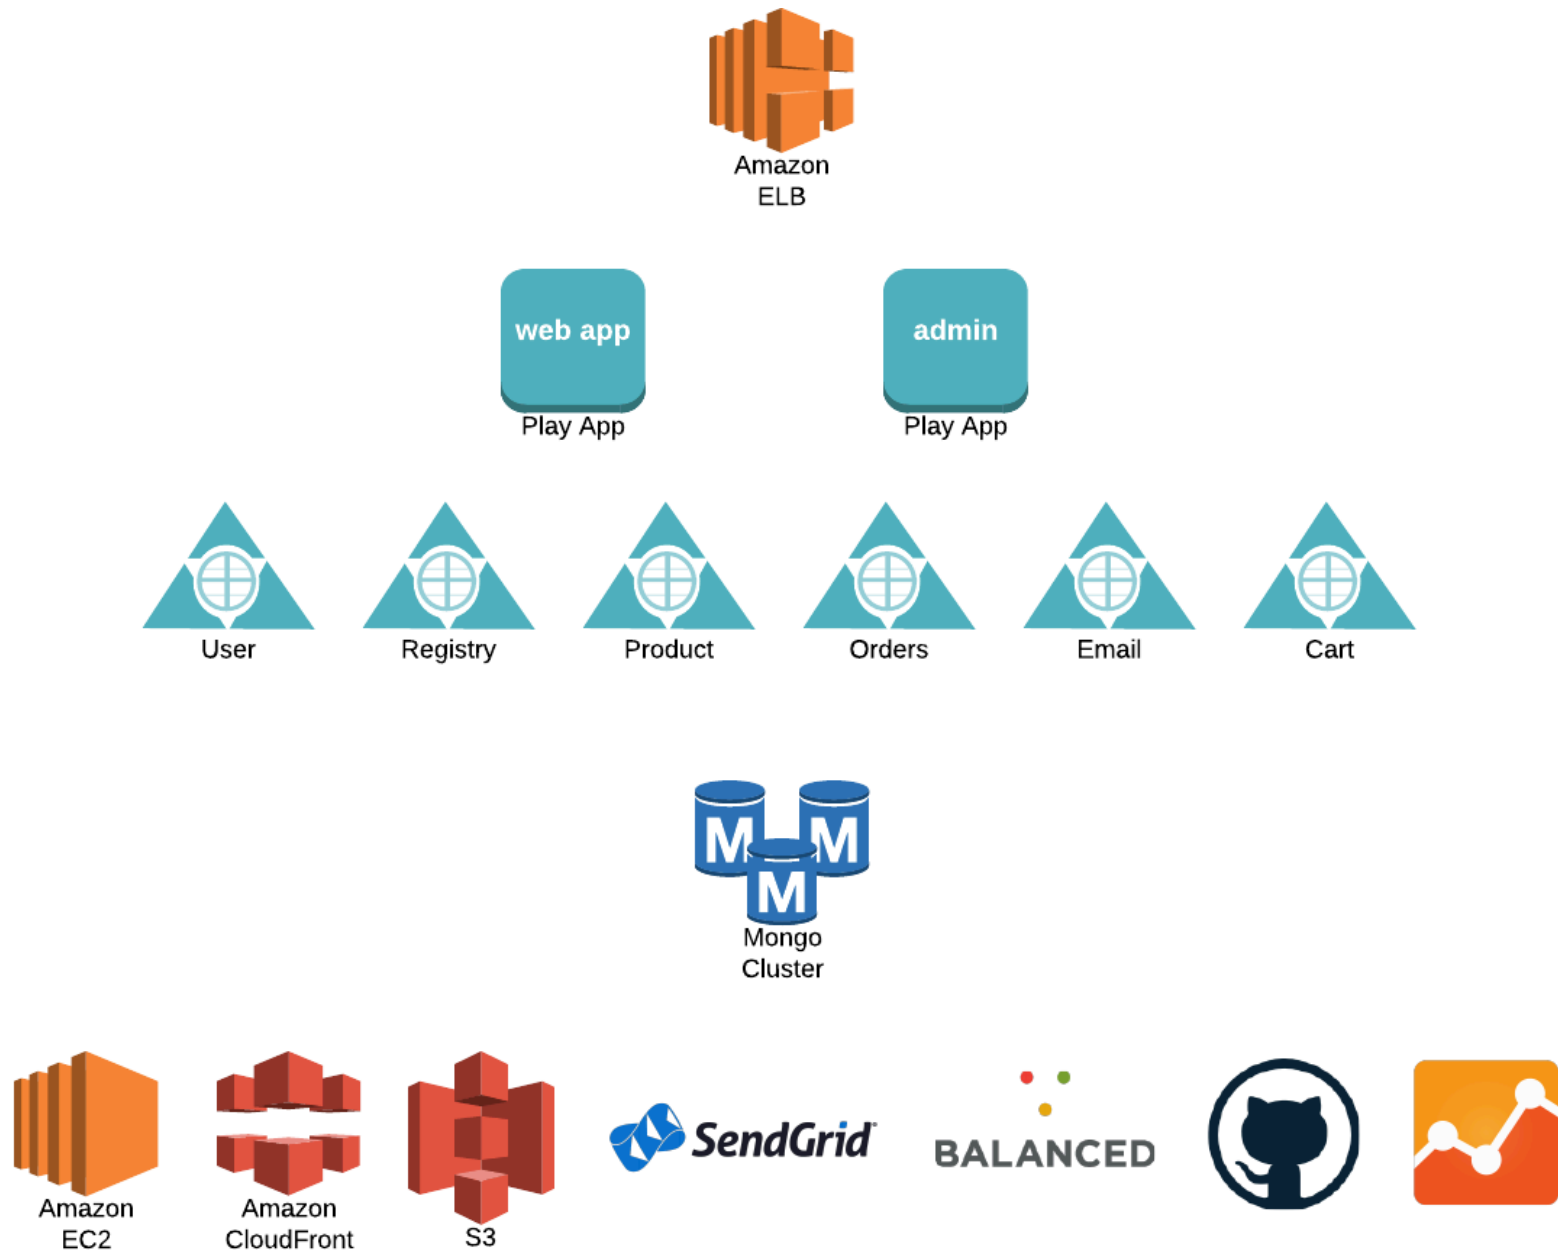 Amazon
ELB
web app
admin
Play App
Play App
User
Registry
Product
Orders
Email
Cart
M
M
M
Mongo
Cluster
SendGrid
BALANCED
Amazon
EC2
Amazon
CloudFront
S3